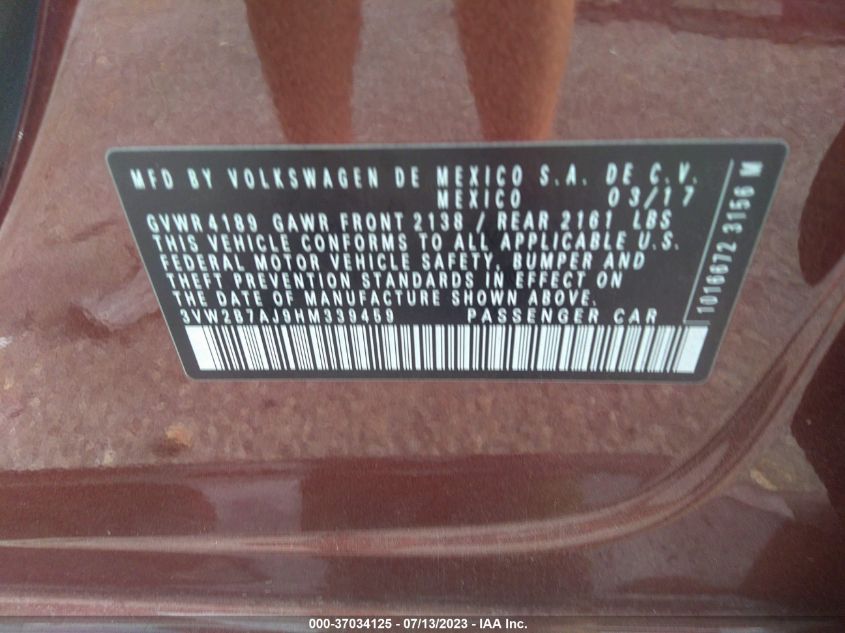 MFD BY VOLKSWAGEN DE MEXICO S.A. DE C.V.
MEXICO 03/17
GVWR 4189 GAWR FRONT 2138 / REAR 2161 LBS
THIS VEHICLE CONFORMS TO ALL APPLICABLE U.S.
FEDERAL MOTOR VEHICLE SAFETY, BUMPER AND
THEFT PREVENTION STANDARDS IN EFFECT ON
THE DATE OF MANUFACTURE SHOWN ABOVE.
3VW2B7AJ9HM339459 PASSENGER CAR
1016672 3156 M
000-37034125 - 07/13/2023 - IAA Inc.